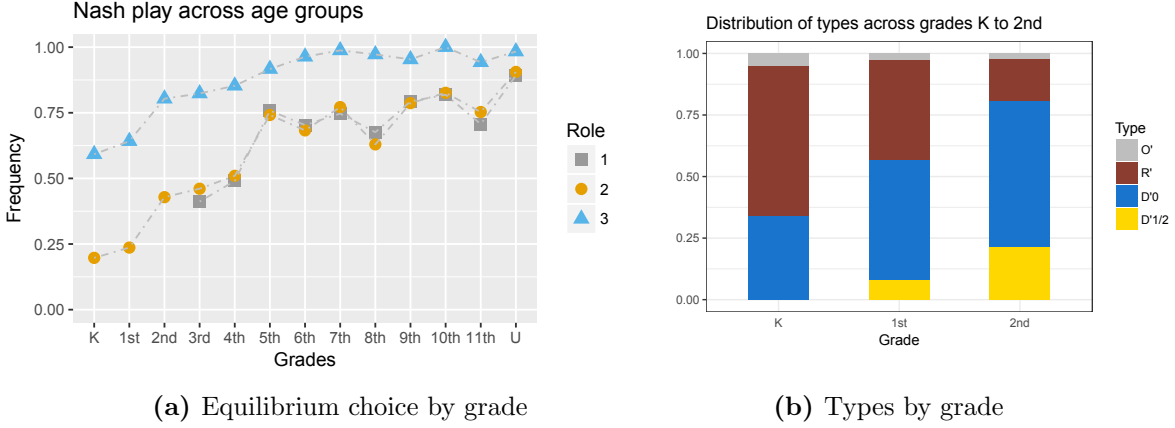 Nash play across age groups
1.00
0.75
0.50
0.25
0.00
Frequency
K 1st 2nd 3rd 4th 5th 6th 7th 8th 9th 10th 11th U
Grades
Role
1
2
3
(a) Equilibrium choice by grade
Distribution of types across grades K to 2nd
1.00
0.75
0.50
0.25
0.00
K 1st 2nd
Grade
Type
O'
R'
D'0
D'1/2
(b) Types by grade